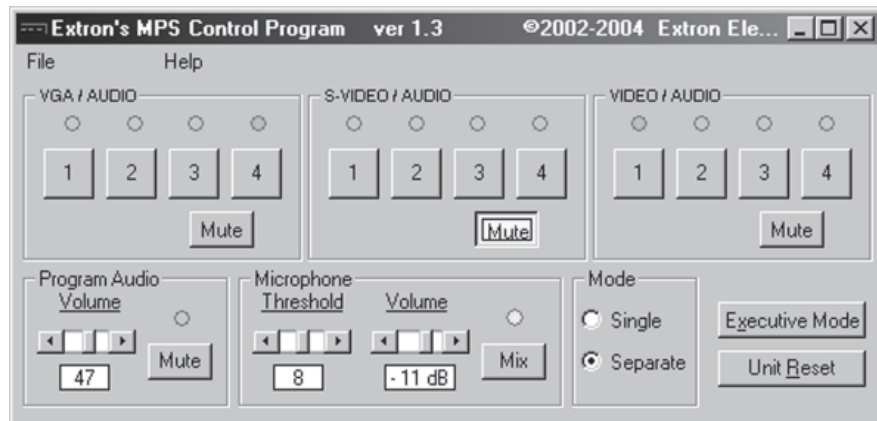 Extron's MPS Control Program ver 1.3 ©2002-2004 Extron Ele...
File Help
VGA / AUDIO
1 2 3 4
Mute
S-VIDEO / AUDIO
1 2 3 4
Mute
VIDEO / AUDIO
1 2 3 4
Mute
Program Audio
Volume
47
Mute
Microphone
Threshold Volume
8 - 11 dB
Mix
Mode
Single
Separate
Executive Mode
Unit Reset